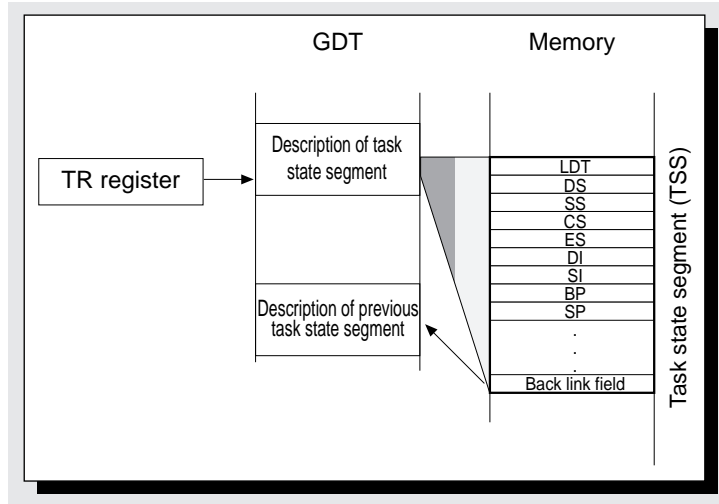 GDT
Memory
Description of task
state segment
TR register
LDT
DS
SS
CS
ES
DI
SI
BP
SP
.
.
.
Back link field
Description of previous
task state segment
Task state segment (TSS)